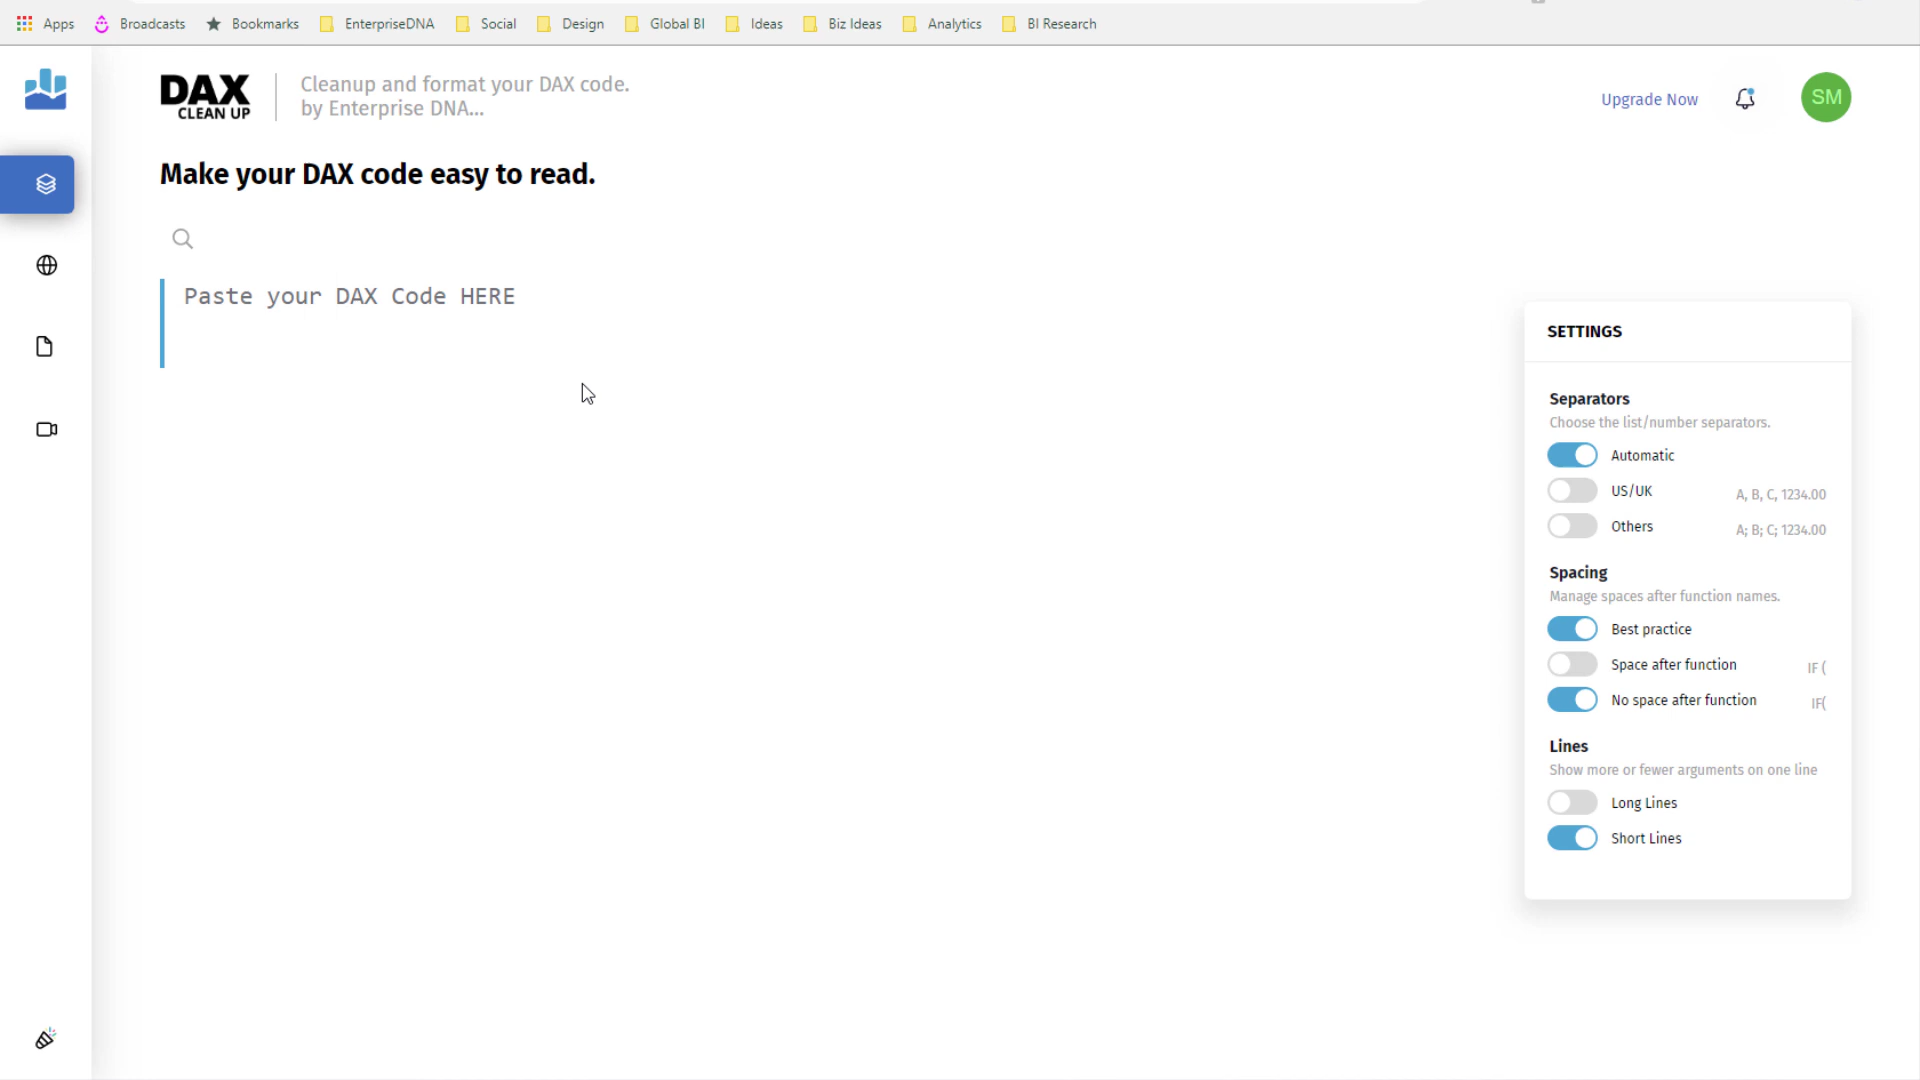 Apps Broadcasts Bookmarks EnterpriseDNA Social Design Global BI Ideas Biz Ideas Analytics BI Research
DAX
CLEAN UP
Cleanup and format your DAX code.
by Enterprise DNA...
Upgrade Now
SM
Make your DAX code easy to read.
Paste your DAX Code HERE
SETTINGS
Separators
Choose the list/number separators.
Automatic
US/UK A, B, C, 1234.00
Others A; B; C; 1234.00
Spacing
Manage spaces after function names.
Best practice
Space after function IF (
No space after function IF(
Lines
Show more or fewer arguments on one line
Long Lines
Short Lines